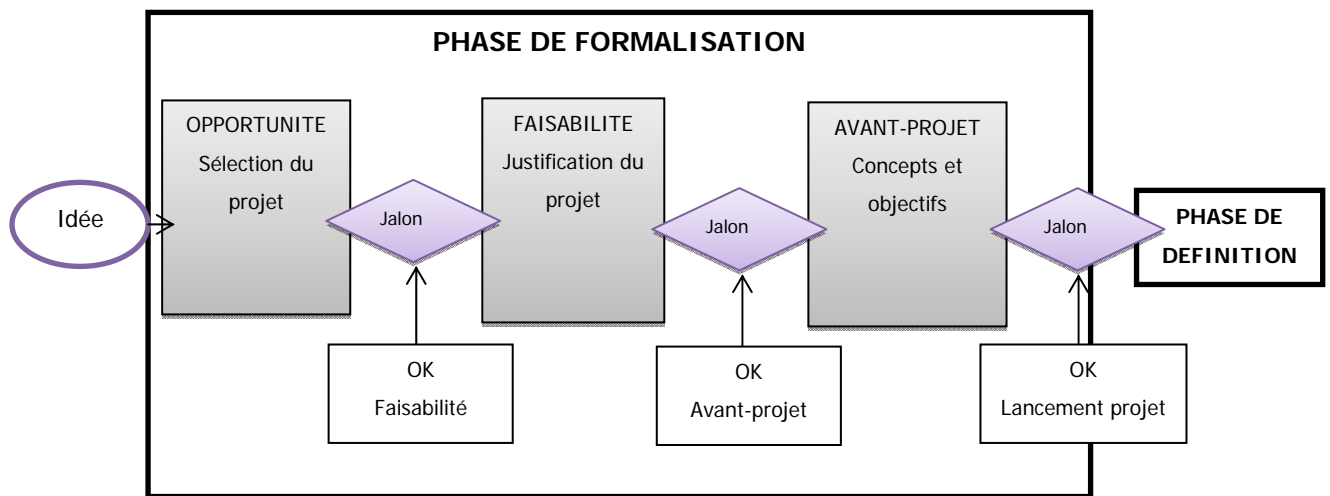 PHASE DE FORMALISATION
OPPORTUNITE
Sélection du
projet
FAISABILITE
Justification du
projet
AVANT-PROJET
Concepts et
objectifs
Idée
Jalon
Jalon
Jalon
PHASE DE
DEFINITION
OK
Faisabilité
OK
Avant-projet
OK
Lancement projet